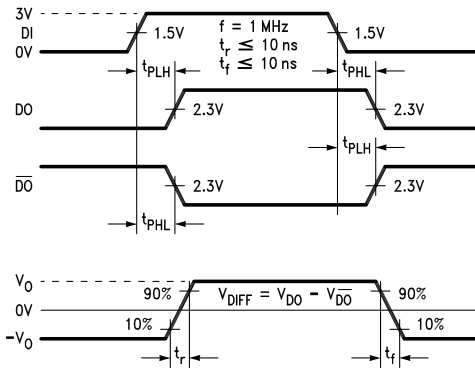 3V
DI
0V
1.5V
f = 1 MHz
tr ≤ 10 ns
tf ≤ 10 ns
1.5V
tPLH
tPHL
DO
2.3V
2.3V
tPLH
D̅O̅
2.3V
2.3V
tPHL
VO
0V
−VO
90%
VDIFF = VDO − VD̅O̅
90%
10%
10%
tr
tf